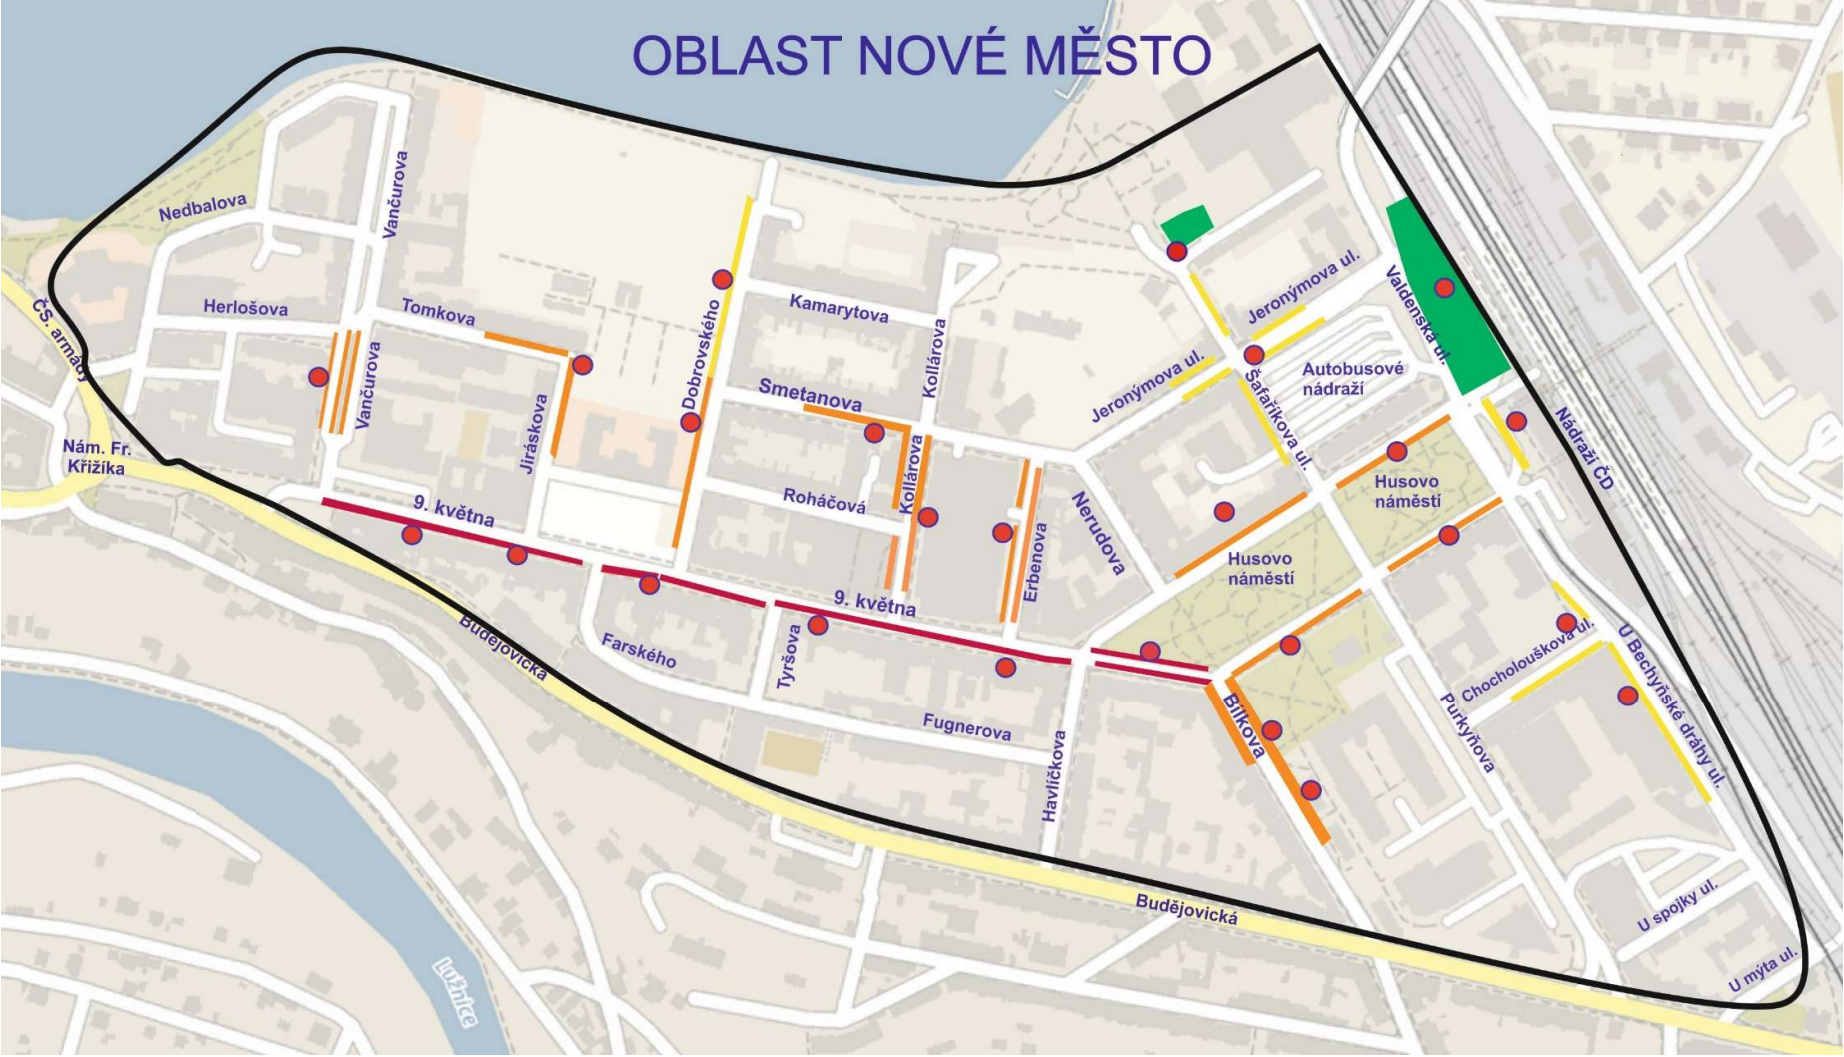 OBLAST NOVÉ MĚSTO
Nedbalova
Vančurova
Herlošova
Tomkova
ČS. armády
Vančurova
Jiráskova
Dobrovského
Kamarytova
Kollárova
Smetanova
Jeronýmova ul.
Jeronýmova ul.
Valdenská ul.
Autobusové
nádraží
Šafaříkova ul.
Nám. Fr.
Křižíka
9. května
Roháčová
Kollárova
Erbenova
Nerudova
Husovo
náměstí
Husovo
náměstí
Nádraží ČD
9. května
Farského
Tyršova
Budějovická
Fugnerova
Havlíčkova
Bílkova
Purkyňova
Chocholouškova ul.
U Bechyňské dráhy ul.
Budějovická
U spojky ul.
U mýta ul.
Lužnice